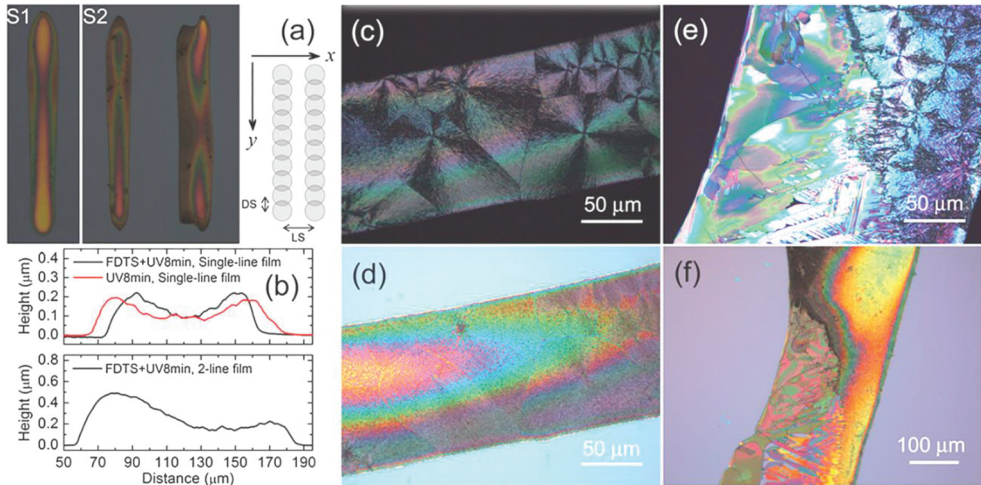 S1
S2
(a)
x
y
DS
LS
(b)
FDTS+UV8min, Single-line film
UV8min, Single-line film
Height (μm)
0.4
0.3
0.2
0.1
0.0
FDTS+UV8min, 2-line film
Height (μm)
0.8
0.6
0.4
0.2
0.0
50 70 90 110 130 150 170 190
Distance (μm)
(c)
50 μm
(d)
50 μm
(e)
50 μm
(f)
100 μm